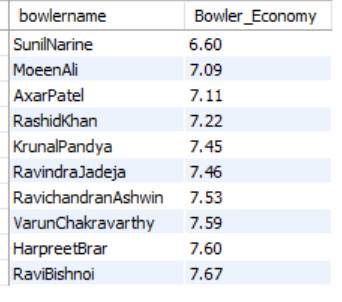 bowlername Bowler_Economy
SunilNarine 6.60
MoeenAli 7.09
AxarPatel 7.11
RashidKhan 7.22
KrunalPandya 7.45
RavindraJadeja 7.46
RavichandranAshwin 7.53
VarunChakravarthy 7.59
HarpreetBrar 7.60
RaviBishnoi 7.67